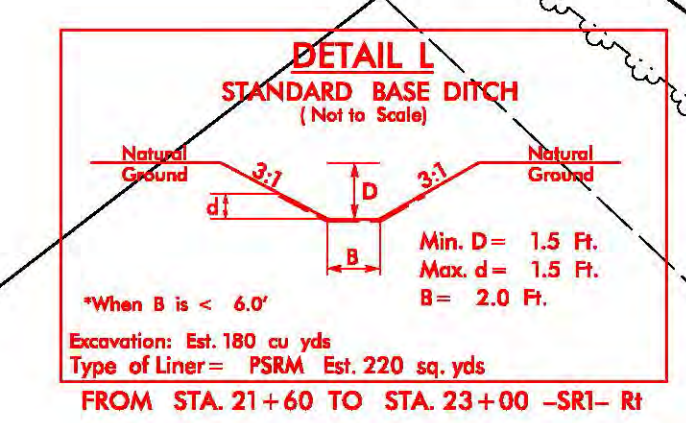 DETAIL L
STANDARD BASE DITCH
( Not to Scale)
Natural
Ground
3:1
D
3:1
Natural
Ground
d
B
Min. D = 1.5 Ft.
Max. d = 1.5 Ft.
B = 2.0 Ft.
*When B is < 6.0'
Excavation: Est. 180 cu yds
Type of Liner = PSRM Est. 220 sq. yds
FROM STA. 21+60 TO STA. 23+00 -SR1- Rt